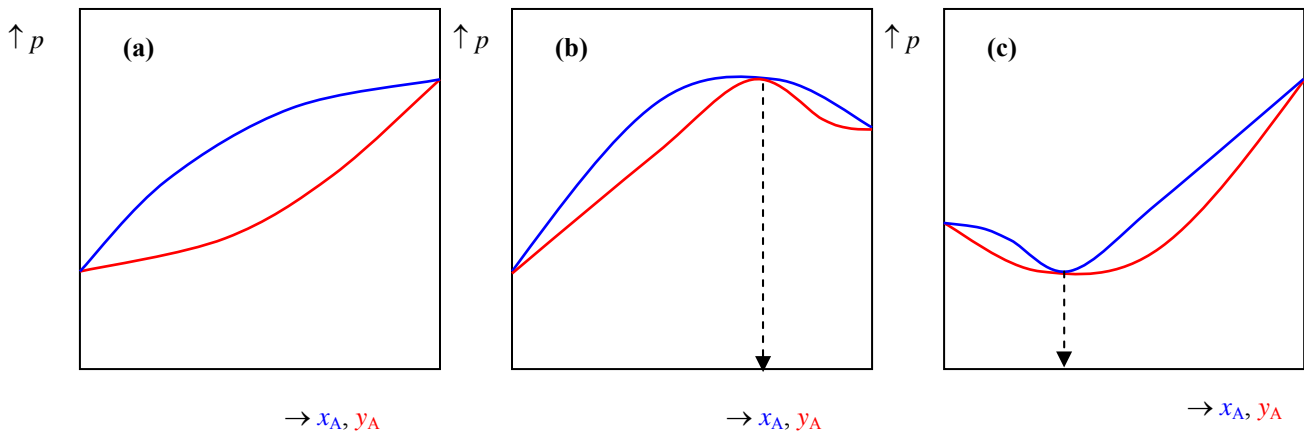 ↑ p (a)
↑ p (b)
↑ p (c)
→ xA, yA
→ xA, yA
→ xA, yA